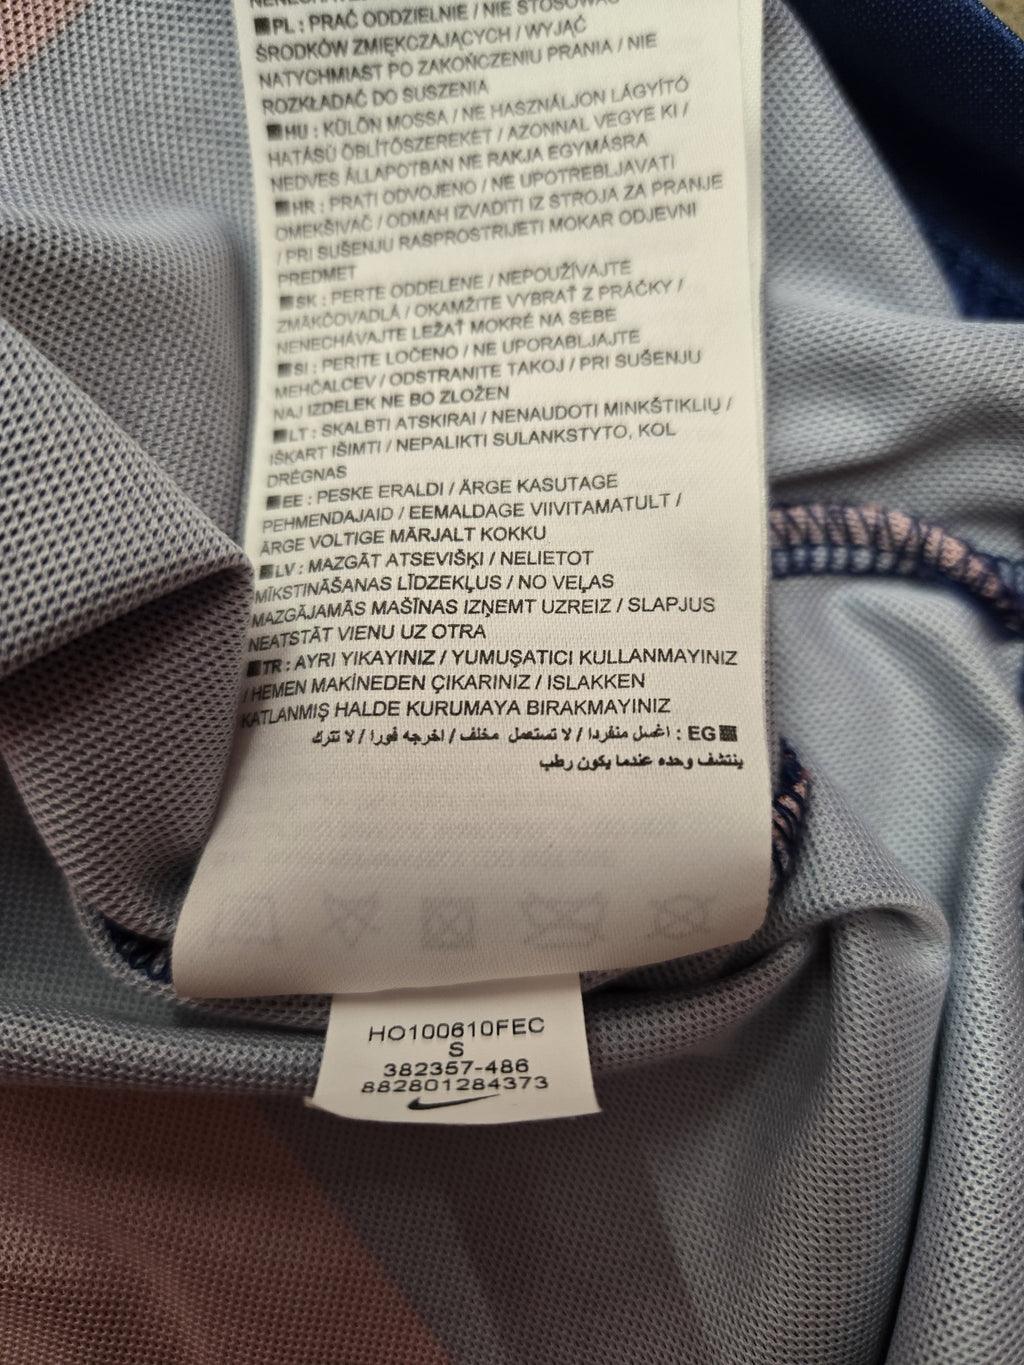 PL : PRAČ ODDZIELNIE / NIE STOSOWAĆ
ŚRODKÓW ZMIĘKCZAJĄCYCH / WYJĄĆ
NATYCHMIAST PO ZAKOŃCZENIU PRANIA / NIE
ROZKŁADAĆ DO SUSZENIA
HU : KÜLÖN MOSSA / NE HASZNÁLJON LÁGYÍTÓ
HATÁSÚ ÖBLÍTŐSZEREKET / AZONNAL VEGYE KI /
NEDVES ÁLLAPOTBAN NE RAKJA EGYMÁSRA
HR : PRATI ODVOJENO / NE UPOTREBLJAVATI
OMEKŠIVAČ / ODMAH IZVADITI IZ STROJA ZA PRANJE
/ PRI SUŠENJU RASPROSTRIJETI MOKAR ODJEVNI
PREDMET
SK : PERTE ODDELENE / NEPOUŽÍVAJTE
ZMÄKČOVADLÁ / OKAMŽITE VYBRAŤ Z PRÁČKY /
NENECHÁVAJTE LEŽAŤ MOKRÉ NA SEBE
SI : PERITE LOČENO / NE UPORABLJAJTE
MEHČALCEV / ODSTRANITE TAKOJ / PRI SUŠENJU
NAJ IZDELEK NE BO ZLOŽEN
LT : SKALBTI ATSKIRAI / NENAUDOTI MINKŠTIKLIŲ /
IŠKART IŠIMTI / NEPALIKTI SULANKSTYTO, KOL
DRĖGNAS
EE : PESKE ERALDI / ÄRGE KASUTAGE
PEHMENDAJAID / EEMALDAGE VIIVITAMATULT /
ÄRGE VOLTIGE MÄRJALT KOKKU
LV : MAZGĀT ATSEVIŠĶI / NELIETOT
MĪKSTINĀŠANAS LĪDZEKĻUS / NO VEĻAS
MAZGĀJAMĀS MAŠĪNAS IZŅEMT UZREIZ / SLAPJUS
NEATSTĀT VIENU UZ OTRA
TR : AYRI YIKAYINIZ / YUMUŞATICI KULLANMAYINIZ
/ HEMEN MAKİNEDEN ÇIKARINIZ / ISLAKKEN
KATLANMIŞ HALDE KURUMAYA BIRAKMAYINIZ
EG : اغسل منفردا / لا تستعمل مخلف / اخرجه فورا / لا تترك
ينتشف وحده عندما يكون رطب
HO100610FEC
S
382357-486
882801284373